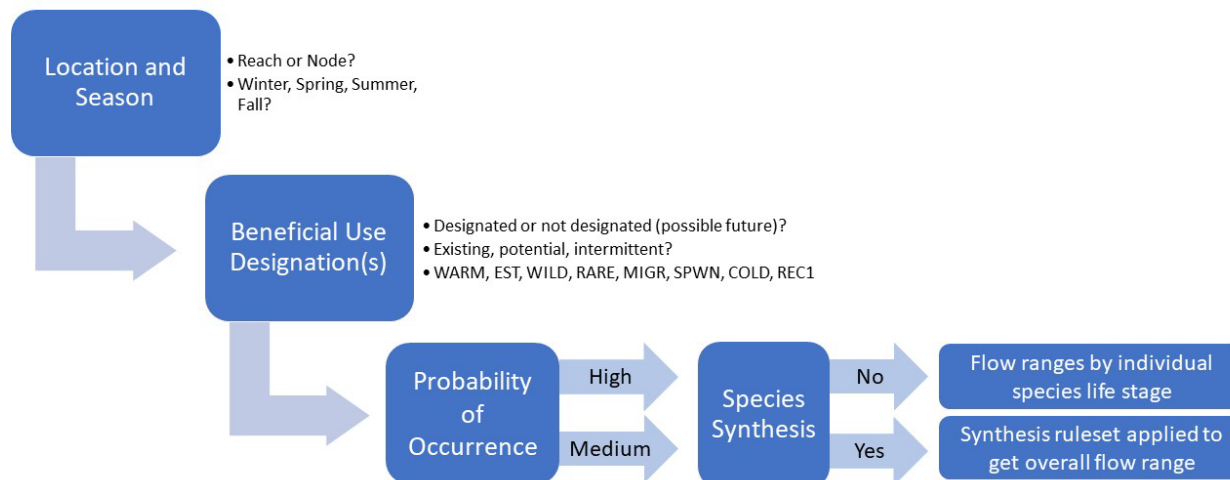 Location and
Season
• Reach or Node?
• Winter, Spring, Summer,
Fall?
Beneficial Use
Designation(s)
• Designated or not designated (possible future)?
• Existing, potential, intermittent?
• WARM, EST, WILD, RARE, MIGR, SPWN, COLD, REC1
Probability
of
Occurrence
High
Medium
Species
Synthesis
No
Yes
Flow ranges by individual
species life stage
Synthesis ruleset applied to
get overall flow range